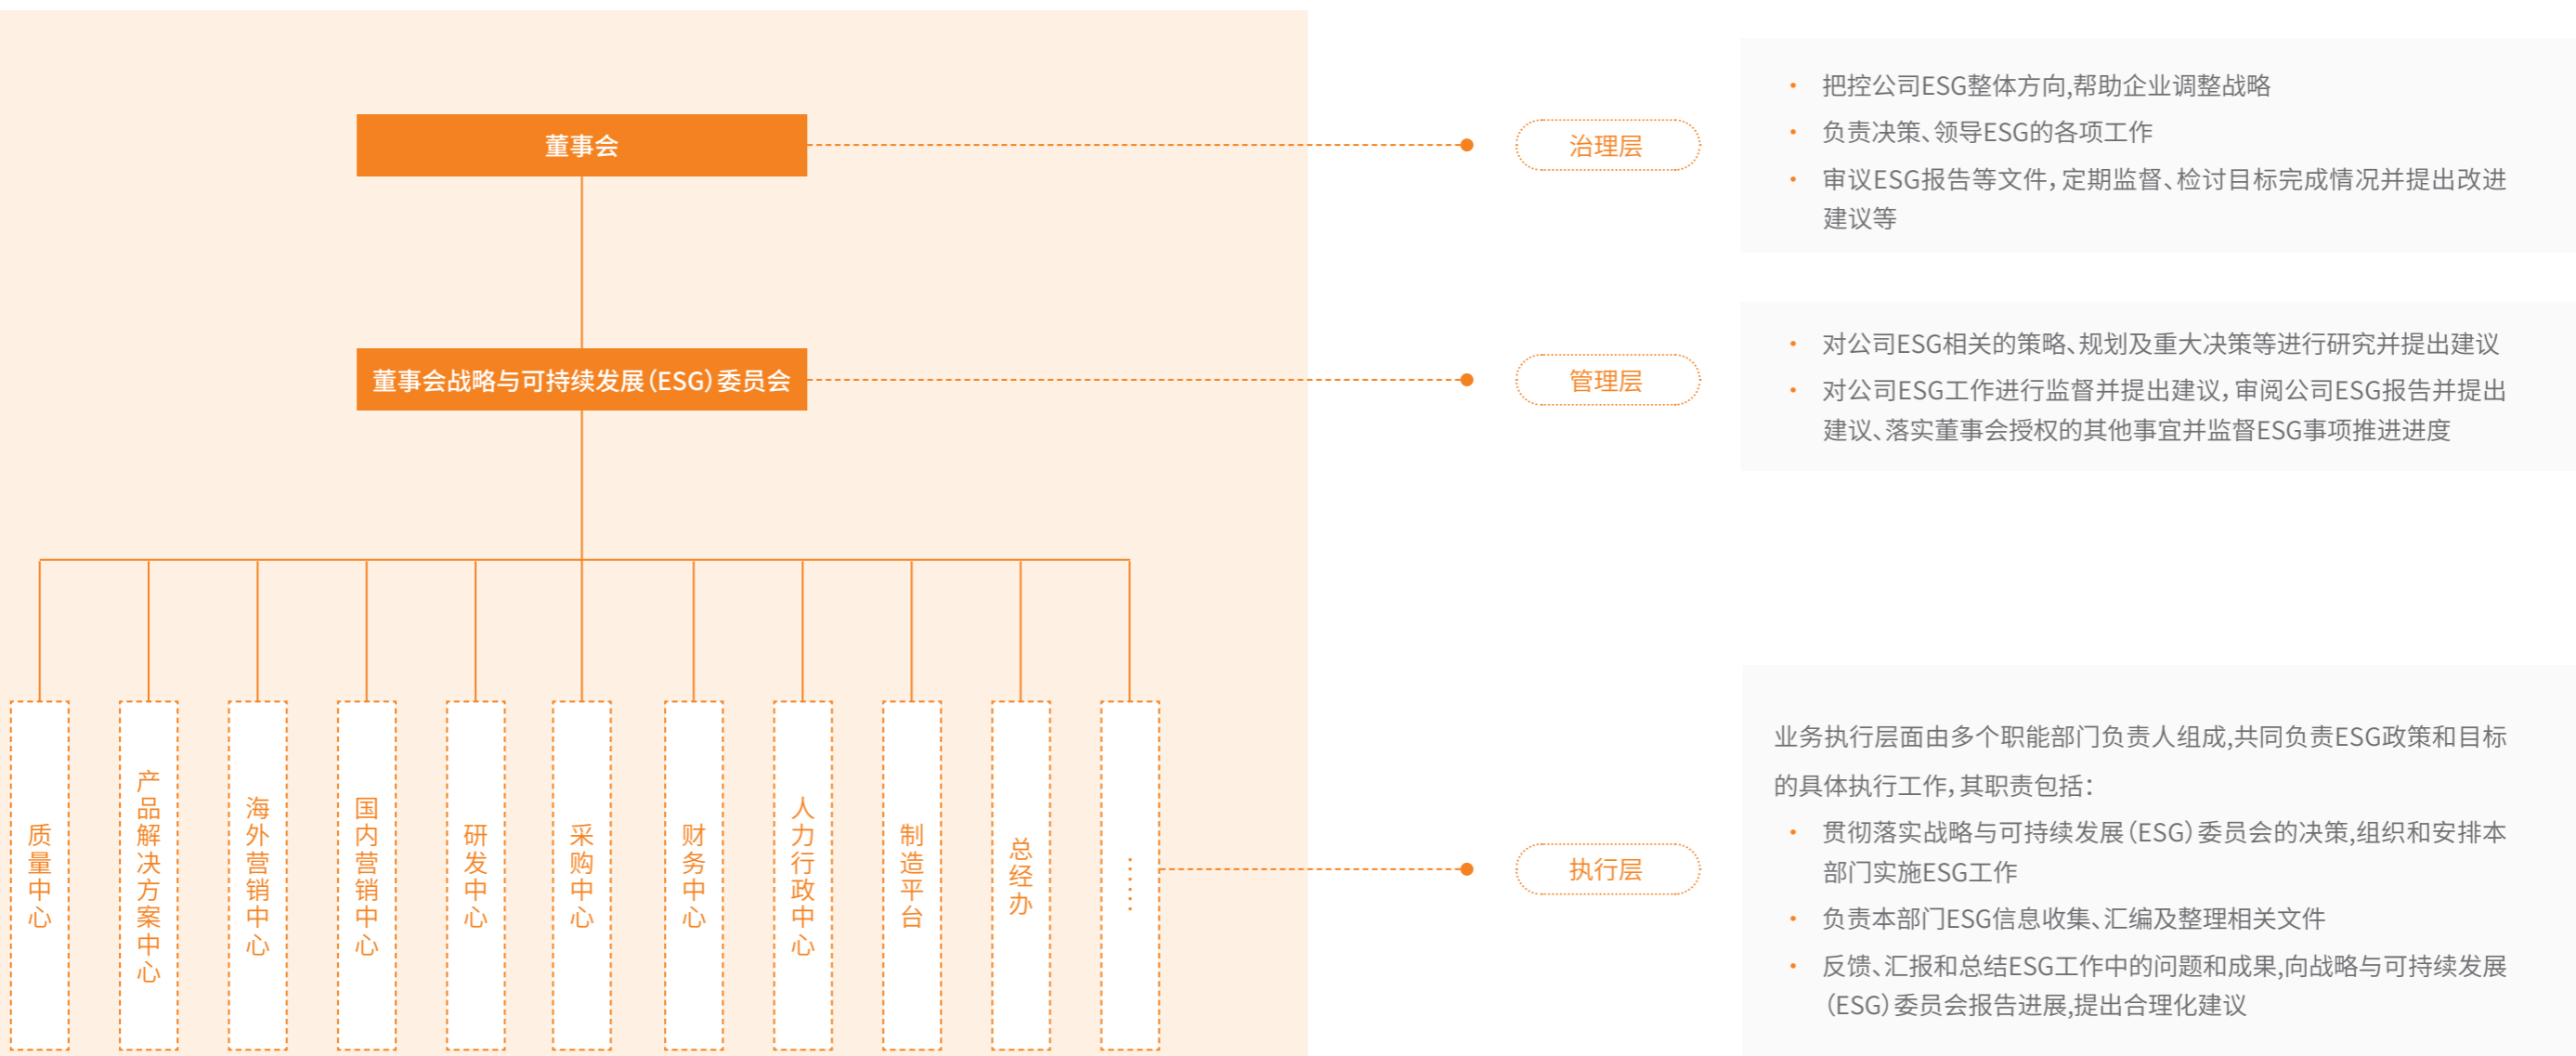 董事会
治理层
• 把控公司ESG整体方向,帮助企业调整战略
• 负责决策、领导ESG的各项工作
• 审议ESG报告等文件，定期监督、检讨目标完成情况并提出改进
建议等
董事会战略与可持续发展（ESG）委员会
管理层
• 对公司ESG相关的策略、规划及重大决策等进行研究并提出建议
• 对公司ESG工作进行监督并提出建议，审阅公司ESG报告并提出
建议、落实董事会授权的其他事宜并监督ESG事项推进进度
质量中心
产品解决方案中心
海外营销中心
国内营销中心
研发中心
采购中心
财务中心
人力行政中心
制造平台
总经办
……
执行层
业务执行层面由多个职能部门负责人组成,共同负责ESG政策和目标
的具体执行工作，其职责包括：
• 贯彻落实战略与可持续发展（ESG）委员会的决策,组织和安排本
部门实施ESG工作
• 负责本部门ESG信息收集、汇编及整理相关文件
• 反馈、汇报和总结ESG工作中的问题和成果,向战略与可持续发展
（ESG）委员会报告进展,提出合理化建议